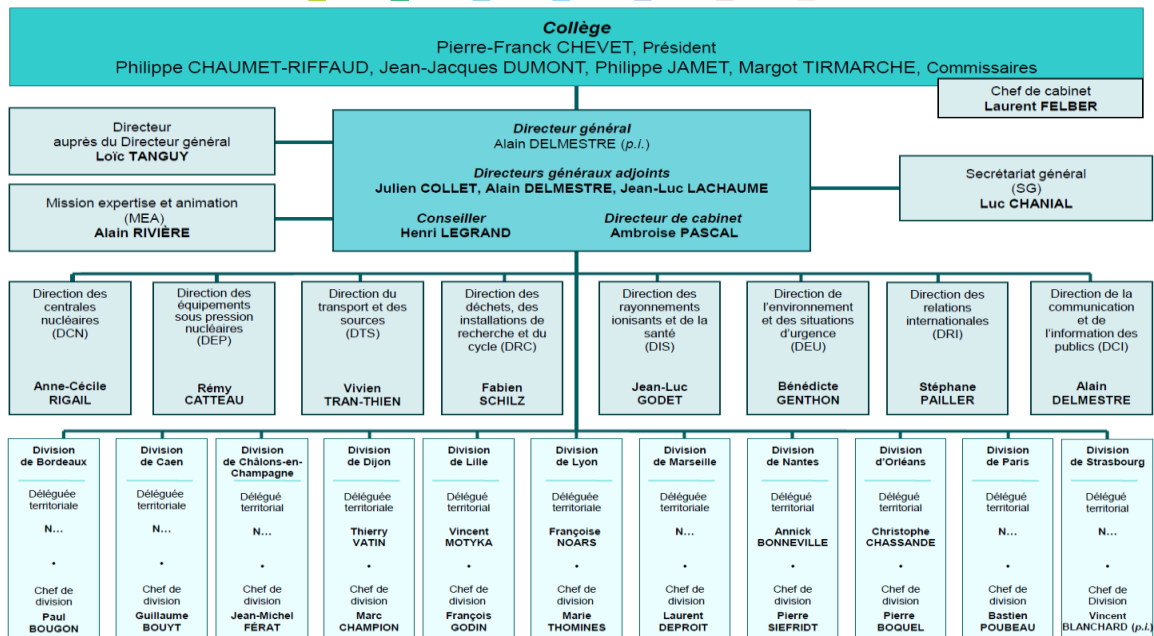 Collège
Pierre-Franck CHEVET, Président
Philippe CHAUMET-RIFFAUD, Jean-Jacques DUMONT, Philippe JAMET, Margot TIRMARCHE, Commissaires
Chef de cabinet
Laurent FELBER
Directeur
auprès du Directeur général
Loïc TANGUY
Mission expertise et animation
(MEA)
Alain RIVIÈRE
Directeur général
Alain DELMESTRE (p.i.)
Directeurs généraux adjoints
Julien COLLET, Alain DELMESTRE, Jean-Luc LACHAUME
Conseiller
Henri LEGRAND
Directeur de cabinet
Ambroise PASCAL
Secrétariat général
(SG)
Luc CHANIAL
Direction des
centrales
nucléaires
(DCN)
Anne-Cécile
RIGAIL
Direction des
équipements
sous pression
nucléaires
(DEP)
Rémy
CATTEAU
Direction du
transport et des
sources
(DTS)
Vivien
TRAN-THIEN
Direction des
déchets, des
installations de
recherche et du
cycle (DRC)
Fabien
SCHILZ
Direction des
rayonnements
ionisants et de la
santé
(DIS)
Jean-Luc
GODET
Direction de
l'environnement
et des situations
d'urgence
(DEU)
Bénédicte
GENTHON
Direction des
relations
internationales
(DRI)
Stéphane
PAILLER
Direction de la
communication
et de
l'information des
publics (DCI)
Alain
DELMESTRE
Division
de Bordeaux
Déléguée
territoriale
N...
•
Chef de
division
Paul
BOUGON
Division
de Caen
Déléguée
territoriale
N...
•
Chef de
division
Guillaume
BOUYT
Division
de Châlons-en-
Champagne
Délégué
territorial
N...
•
Chef de
division
Jean-Michel
FÉRAT
Division
de Dijon
Délégué
territorial
Thierry
VATIN
•
Chef de
division
Marc
CHAMPION
Division
de Lille
Délégué
territorial
Vincent
MOTYKA
•
Chef de
division
François
GODIN
Division
de Lyon
Déléguée
territoriale
Françoise
NOARS
•
Chef de
division
Marie
THOMINES
Division
de Marseille
Déléguée
territoriale
N...
•
Chef de
division
Laurent
DEPROIT
Division
de Nantes
Déléguée
territoriale
Annick
BONNEVILLE
•
Chef de
division
Pierre
SIEFRIDT
Division
d'Orléans
Délégué
territorial
Christophe
CHASSANDE
•
Chef de
division
Pierre
BOQUEL
Division
de Paris
Délégué
territorial
N...
•
Chef de
division
Bastien
POUBEAU
Division
de Strasbourg
Délégué
territorial
N...
•
Chef de
Division
Vincent
BLANCHARD (p.i.)